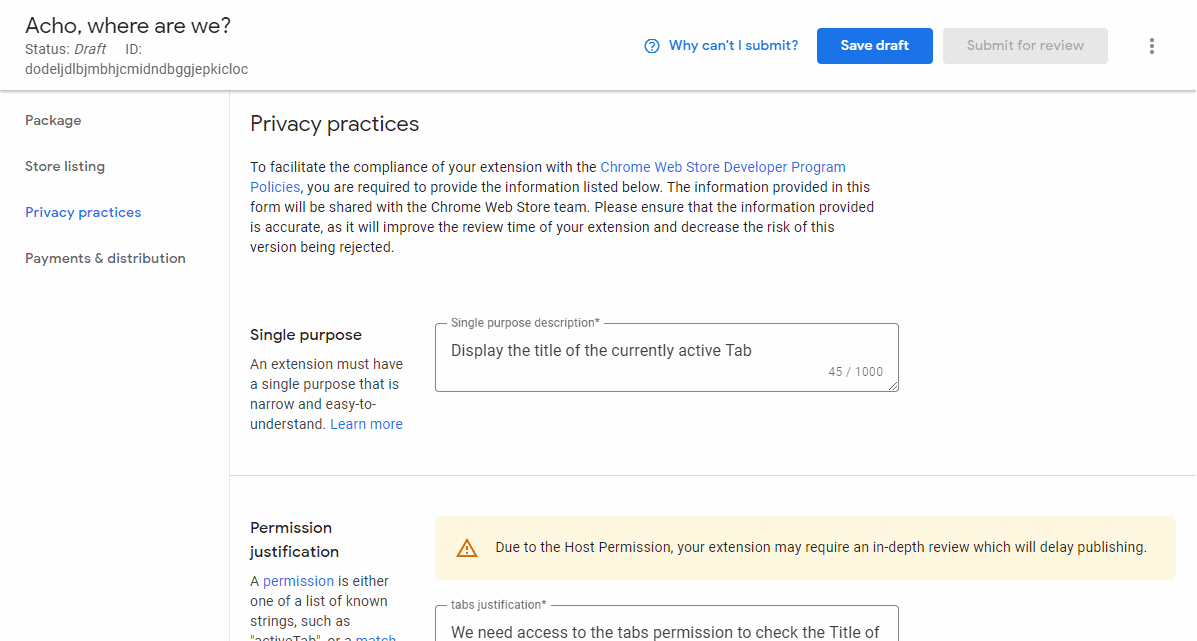 Acho, where are we?
Status: Draft ID:
dodeljdlbjmbhjcmidndbggjepkicloc
Why can't I submit?
Save draft
Submit for review
Package
Store listing
Privacy practices
Payments & distribution
Privacy practices
To facilitate the compliance of your extension with the Chrome Web Store Developer Program
Policies, you are required to provide the information listed below. The information provided in this
form will be shared with the Chrome Web Store team. Please ensure that the information provided
is accurate, as it will improve the review time of your extension and decrease the risk of this
version being rejected.
Single purpose
An extension must have
a single purpose that is
narrow and easy-to-
understand. Learn more
Single purpose description*
Display the title of the currently active Tab
45 / 1000
Permission
justification
A permission is either
one of a list of known
strings, such as
"activeTab", or a match
Due to the Host Permission, your extension may require an in-depth review which will delay publishing.
tabs justification*
We need access to the tabs permission to check the Title of